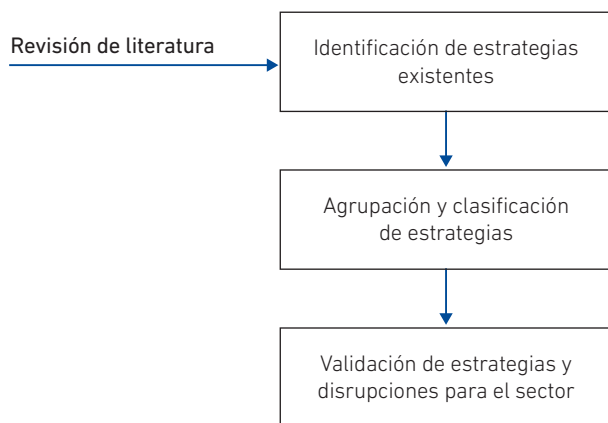 Revisión de literatura
Identificación de estrategias
existentes
Agrupación y clasificación
de estrategias
Validación de estrategias y
disrupciones para el sector